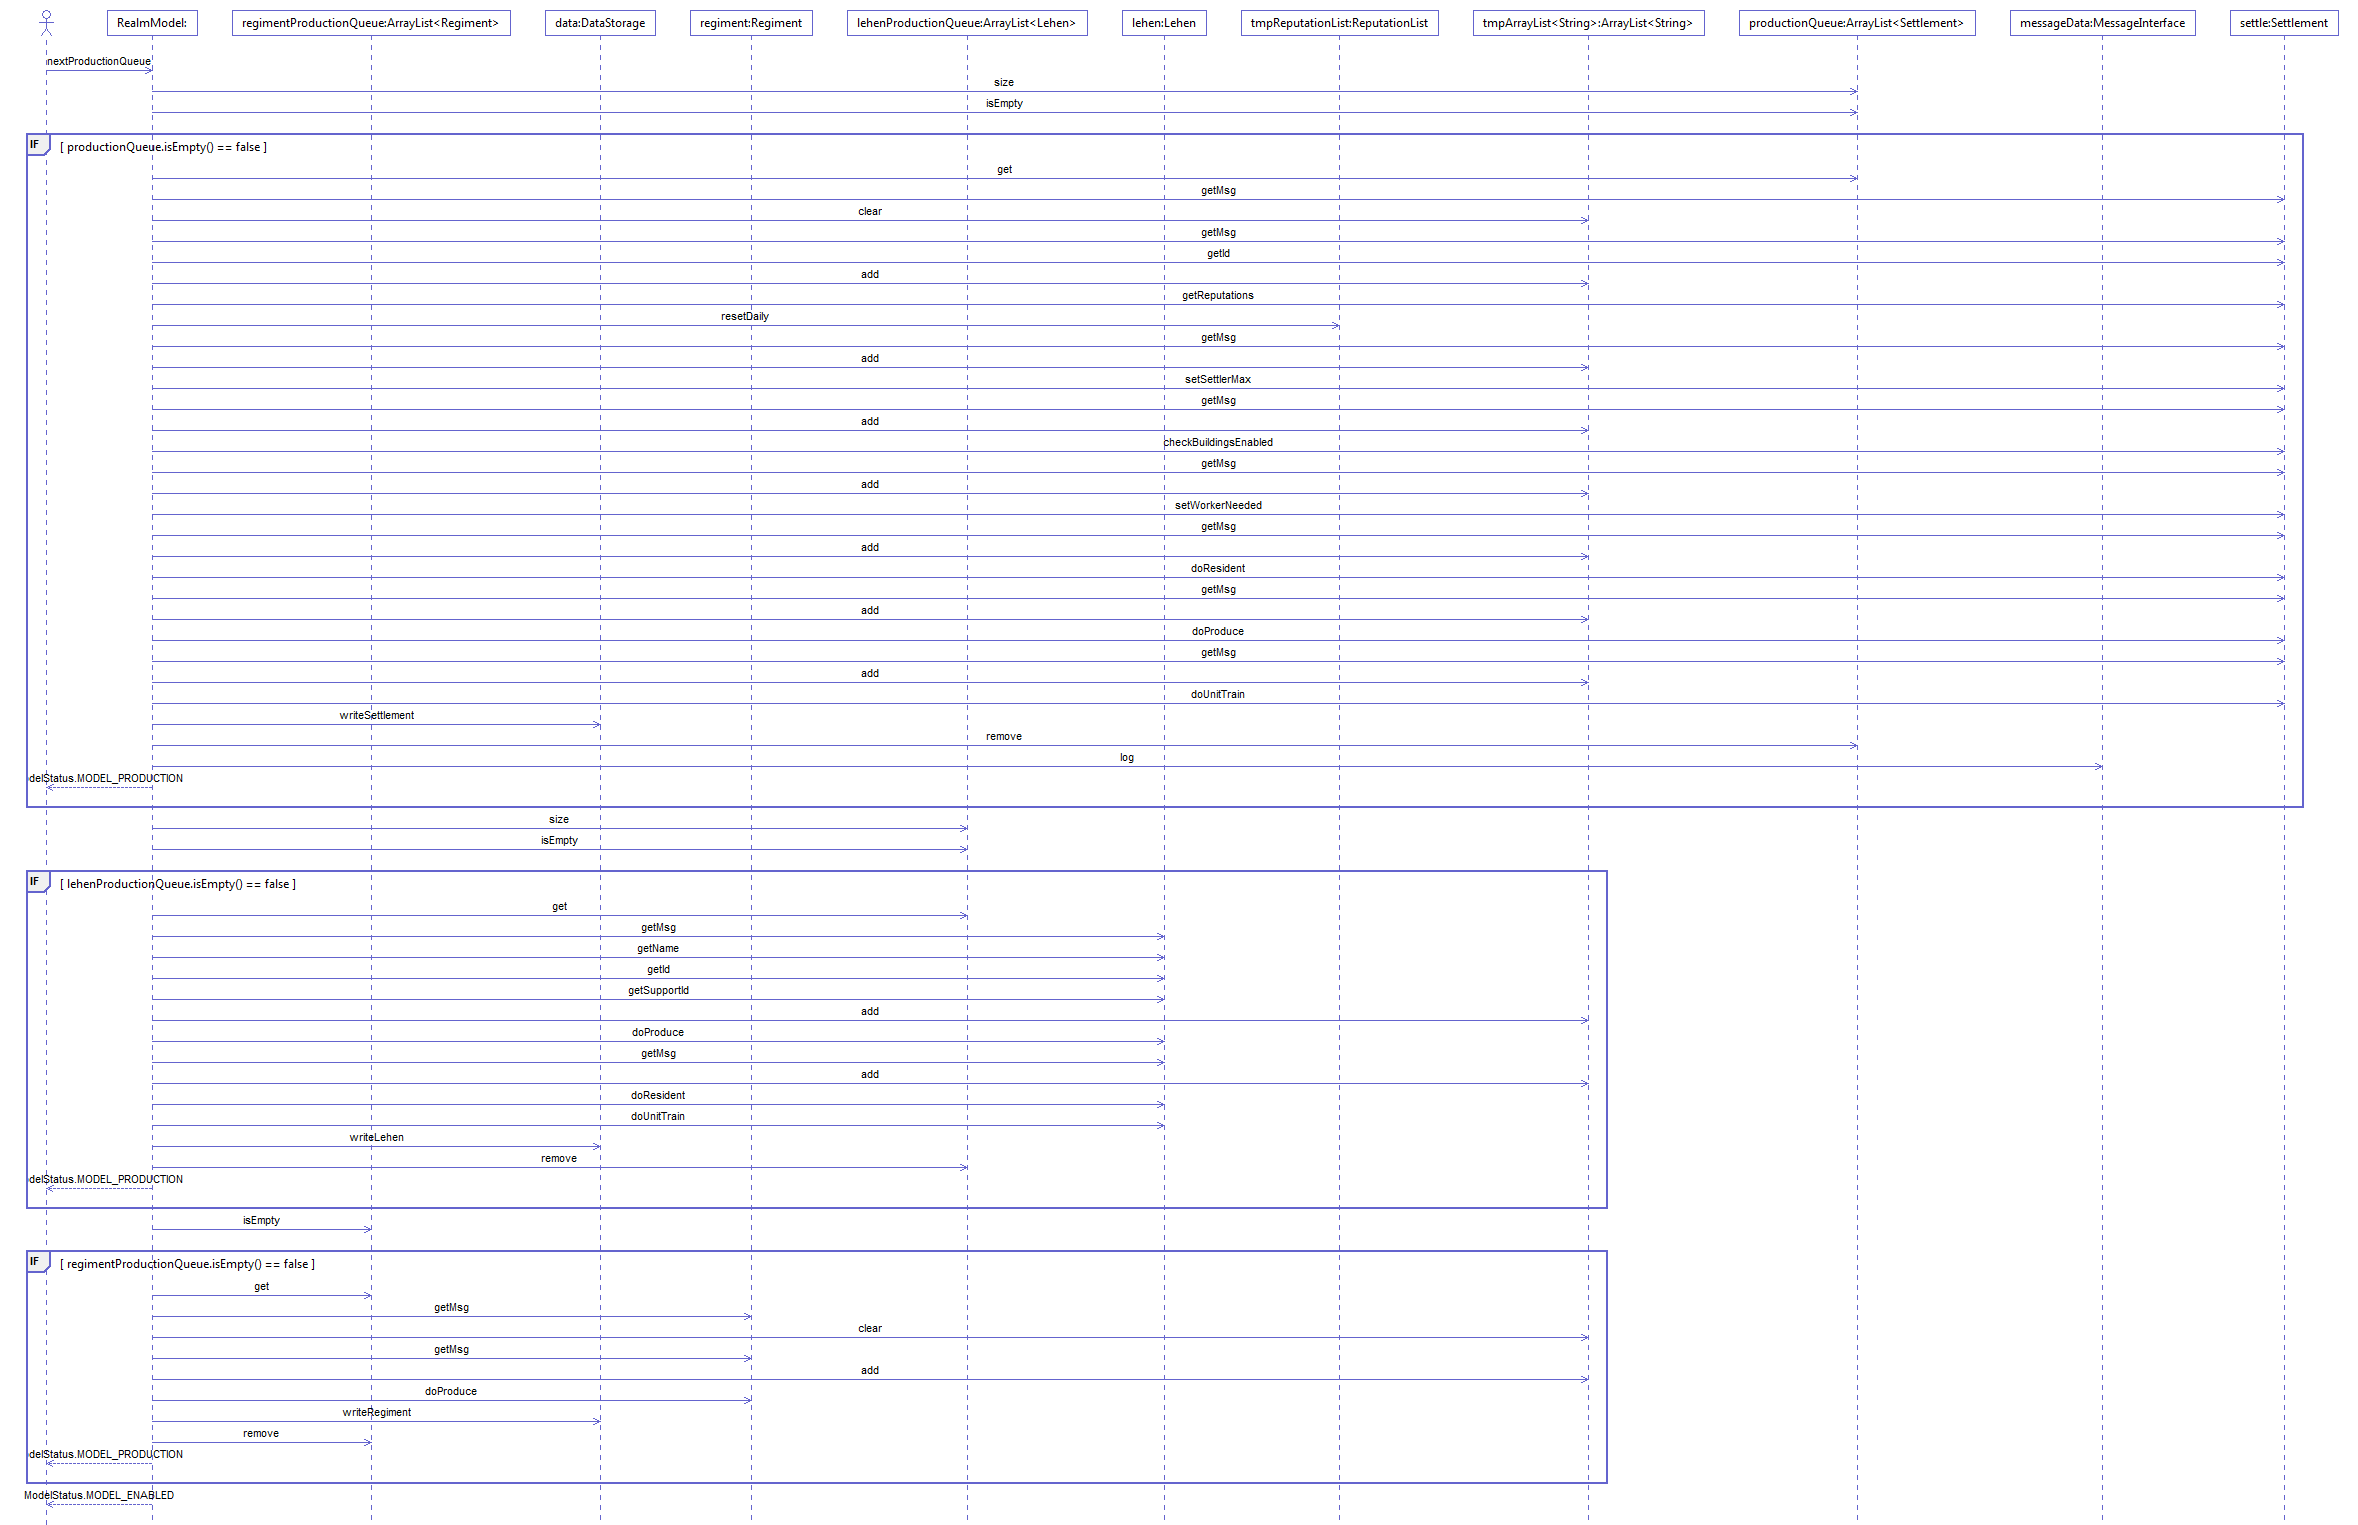 RealmModel:
regimentProductionQueue:ArrayList<Regiment>
data:DataStorage
regiment:Regiment
lehenProductionQueue:ArrayList<Lehen>
lehen:Lehen
tmpReputationList:ReputationList
tmpArrayList<String>:ArrayList<String>
productionQueue:ArrayList<Settlement>
messageData:MessageInterface
settle:Settlement
nextProductionQueue
size
isEmpty
IF
[ productionQueue.isEmpty() == false ]
get
getMsg
clear
getMsg
getId
add
getReputations
resetDaily
getMsg
add
setSettlerMax
getMsg
add
checkBuildingsEnabled
getMsg
add
setWorkerNeeded
getMsg
add
doResident
getMsg
add
doProduce
getMsg
add
doUnitTrain
writeSettlement
remove
log
delStatus.MODEL_PRODUCTION
size
isEmpty
IF
[ lehenProductionQueue.isEmpty() == false ]
get
getMsg
getName
getId
getSupportId
add
doProduce
getMsg
add
doResident
doUnitTrain
writeLehen
remove
delStatus.MODEL_PRODUCTION
isEmpty
IF
[ regimentProductionQueue.isEmpty() == false ]
get
getMsg
clear
getMsg
add
doProduce
writeRegiment
remove
delStatus.MODEL_PRODUCTION
ModelStatus.MODEL_ENABLED